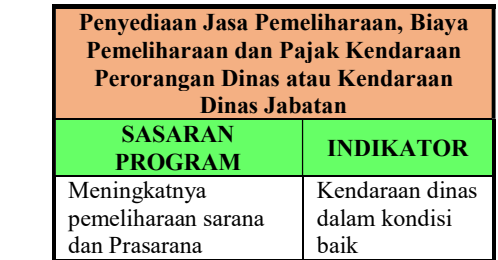 Penyediaan Jasa Pemeliharaan, Biaya
Pemeliharaan dan Pajak Kendaraan
Perorangan Dinas atau Kendaraan
Dinas Jabatan
SASARAN
PROGRAM
INDIKATOR
Meningkatnya
pemeliharaan sarana
dan Prasarana
Kendaraan dinas
dalam kondisi
baik